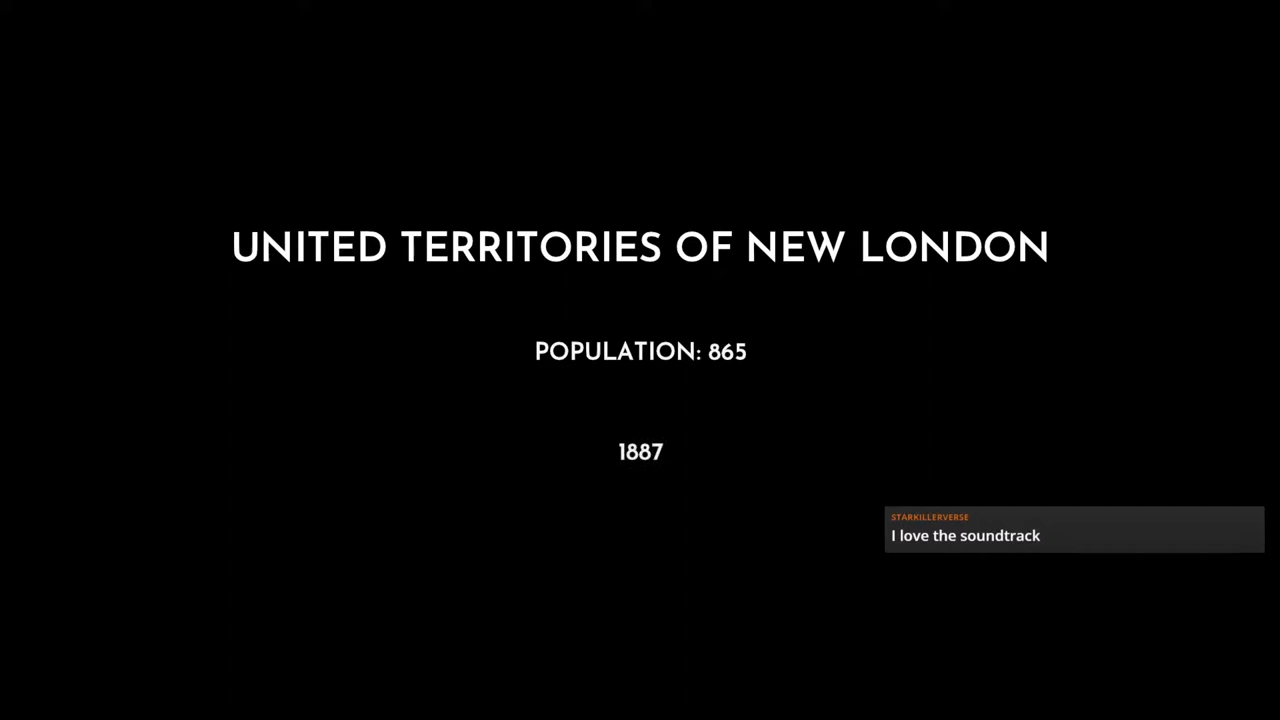 UNITED TERRITORIES OF NEW LONDON
POPULATION: 865
1887
STARKILLERVERSE
I love the soundtrack